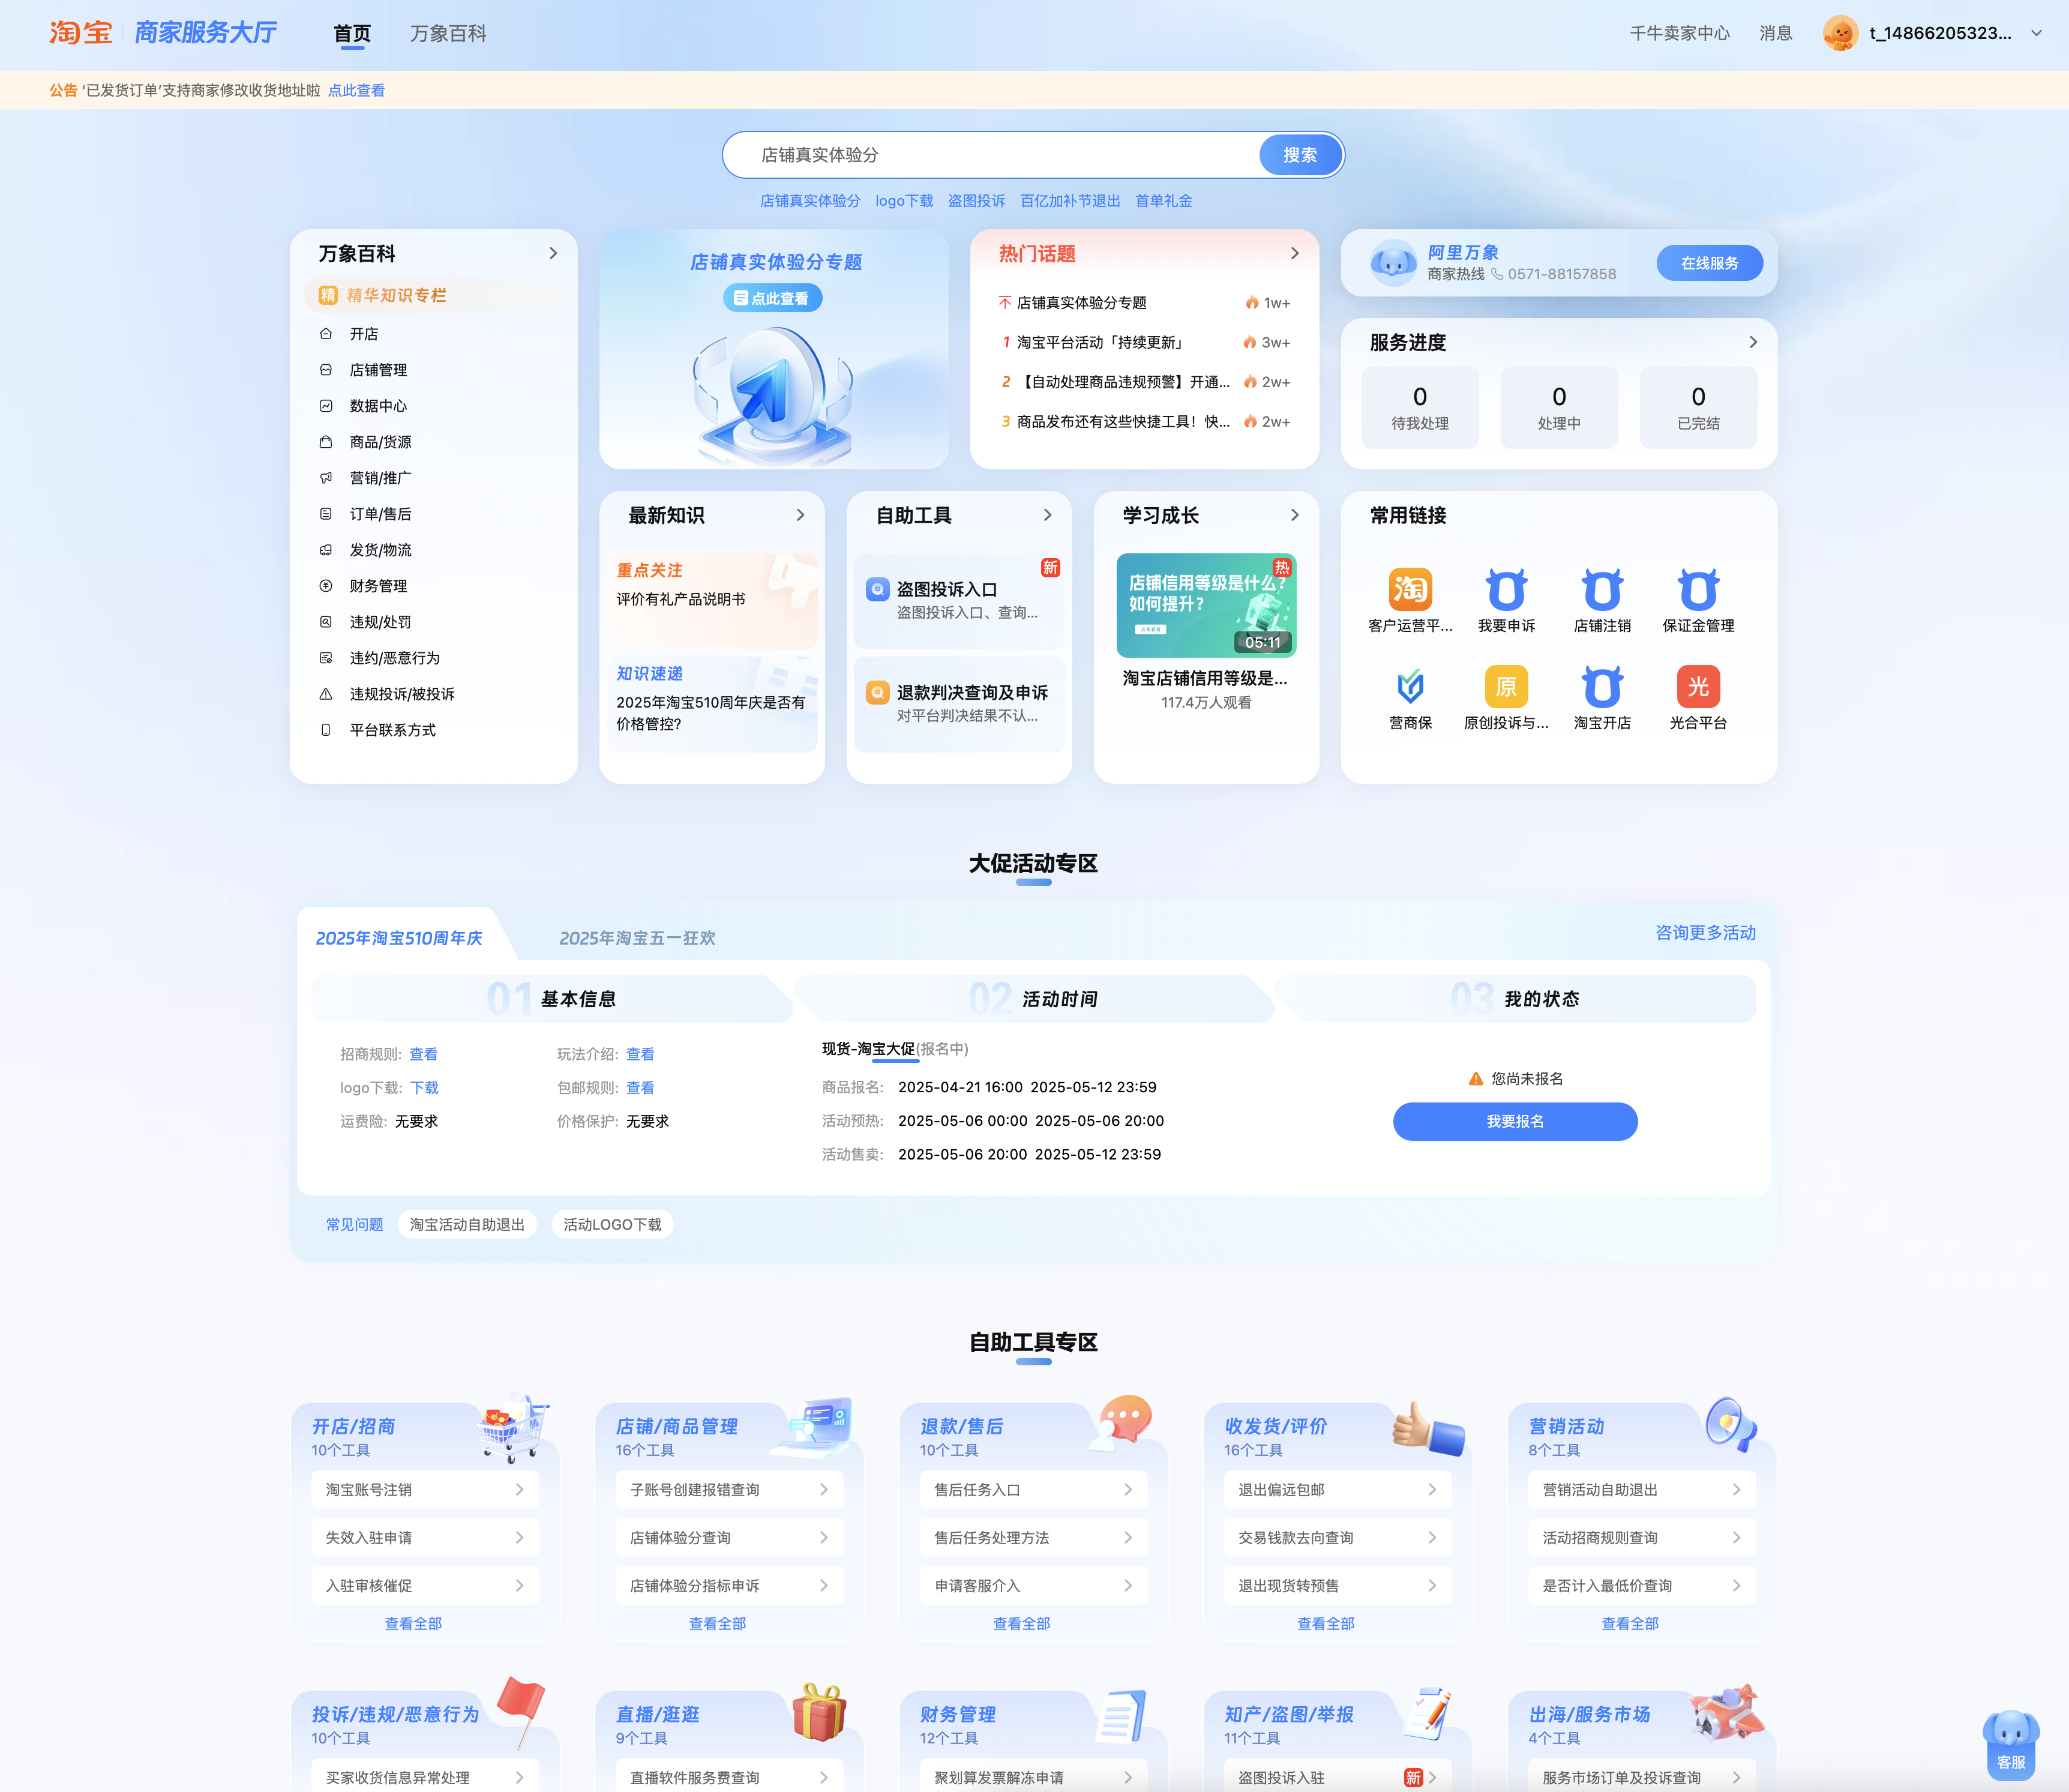 淘宝 商家服务大厅 首页 万象百科 千牛卖家中心 消息 t_14866205323...
公告 '已发货订单'支持商家修改收货地址啦 点此查看
店铺真实体验分 搜索
店铺真实体验分 logo下载 盗图投诉 百亿加补节退出 首单礼金
万象百科
精 精华知识专栏
开店
店铺管理
数据中心
商品/货源
营销/推广
订单/售后
发货/物流
财务管理
违规/处罚
违约/恶意行为
违规投诉/被投诉
平台联系方式
店铺真实体验分专题
点此查看
热门话题
店铺真实体验分专题 1w+
1 淘宝平台活动「持续更新」 3w+
2 【自动处理商品违规预警】开通... 2w+
3 商品发布还有这些快捷工具！快... 2w+
阿里万象
商家热线 0571-88157858
在线服务
服务进度
0 0 0
待我处理 处理中 已完结
最新知识
重点关注
评价有礼产品说明书
知识速递
2025年淘宝510周年庆是否有
价格管控?
自助工具
新
盗图投诉入口
盗图投诉入口、查询...
退款判决查询及申诉
对平台判决结果不认...
学习成长
热
店铺信用等级是什么？
如何提升？
05:11
淘宝店铺信用等级是...
117.4万人观看
常用链接
淘
客户运营平... 我要申诉 店铺注销 保证金管理
原 光
营商保 原创投诉与... 淘宝开店 光合平台
大促活动专区
2025年淘宝510周年庆 2025年淘宝五一狂欢 咨询更多活动
01 基本信息 02 活动时间 03 我的状态
招商规则: 查看 玩法介绍: 查看
logo下载: 下载 包邮规则: 查看
运费险: 无要求 价格保护: 无要求
现货-淘宝大促(报名中)
商品报名: 2025-04-21 16:00 2025-05-12 23:59
活动预热: 2025-05-06 00:00 2025-05-06 20:00
活动售卖: 2025-05-06 20:00 2025-05-12 23:59
您尚未报名
我要报名
常见问题 淘宝活动自助退出 活动LOGO下载
自助工具专区
开店/招商
10个工具
淘宝账号注销
失效入驻申请
入驻审核催促
查看全部
店铺/商品管理
16个工具
子账号创建报错查询
店铺体验分查询
店铺体验分指标申诉
查看全部
退款/售后
10个工具
售后任务入口
售后任务处理方法
申请客服介入
查看全部
收发货/评价
16个工具
退出偏远包邮
交易钱款去向查询
退出现货转预售
查看全部
营销活动
8个工具
营销活动自助退出
活动招商规则查询
是否计入最低价查询
查看全部
投诉/违规/恶意行为
10个工具
买家收货信息异常处理
直播/逛逛
9个工具
直播软件服务费查询
财务管理
12个工具
聚划算发票解冻申请
知产/盗图/举报
11个工具
盗图投诉入驻 新
出海/服务市场
4个工具
服务市场订单及投诉查询
客服